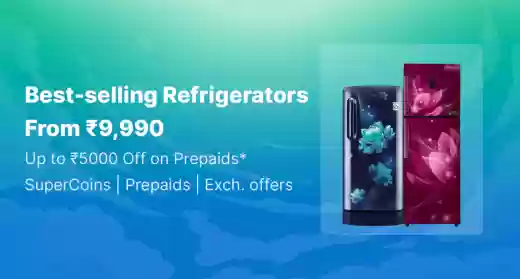 Best-selling Refrigerators
From ₹9,990
Up to ₹5000 Off on Prepaids*
SuperCoins | Prepaids | Exch. offers